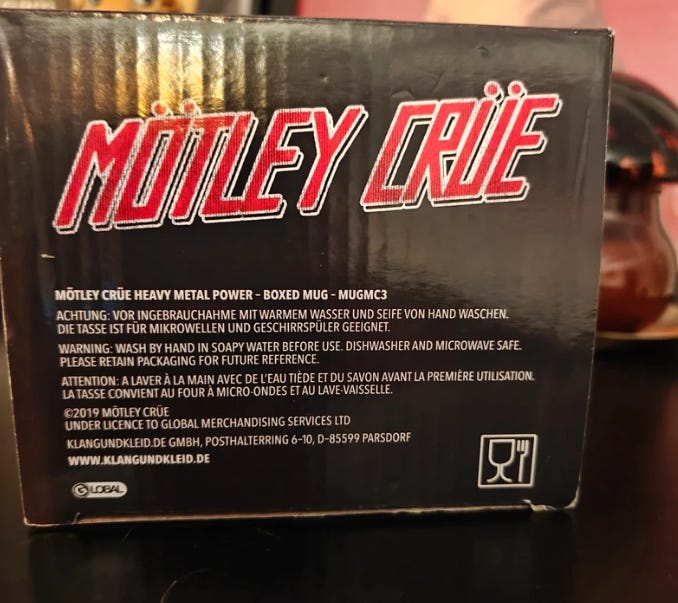 MÖTLEY CRÜE
MÖTLEY CRÜE HEAVY METAL POWER – BOXED MUG – MUGMC3
ACHTUNG: VOR INGEBRAUCHAHME MIT WARMEM WASSER UND SEIFE VON HAND WASCHEN.
DIE TASSE IST FÜR MIKROWELLEN UND GESCHIRRSPÜLER GEEIGNET.
WARNING: WASH BY HAND IN SOAPY WATER BEFORE USE. DISHWASHER AND MICROWAVE SAFE.
PLEASE RETAIN PACKAGING FOR FUTURE REFERENCE.
ATTENTION: A LAVER À LA MAIN AVEC DE L'EAU TIÈDE ET DU SAVON AVANT LA PREMIÈRE UTILISATION.
LA TASSE CONVIENT AU FOUR À MICRO-ONDES ET AU LAVE-VAISSELLE.
©2019 MÖTLEY CRÜE
UNDER LICENCE TO GLOBAL MERCHANDISING SERVICES LTD
KLANGUNDKLEID.DE GMBH, POSTHALTERRING 6-10, D-85599 PARSDORF
WWW.KLANGUNDKLEID.DE
GLOBAL